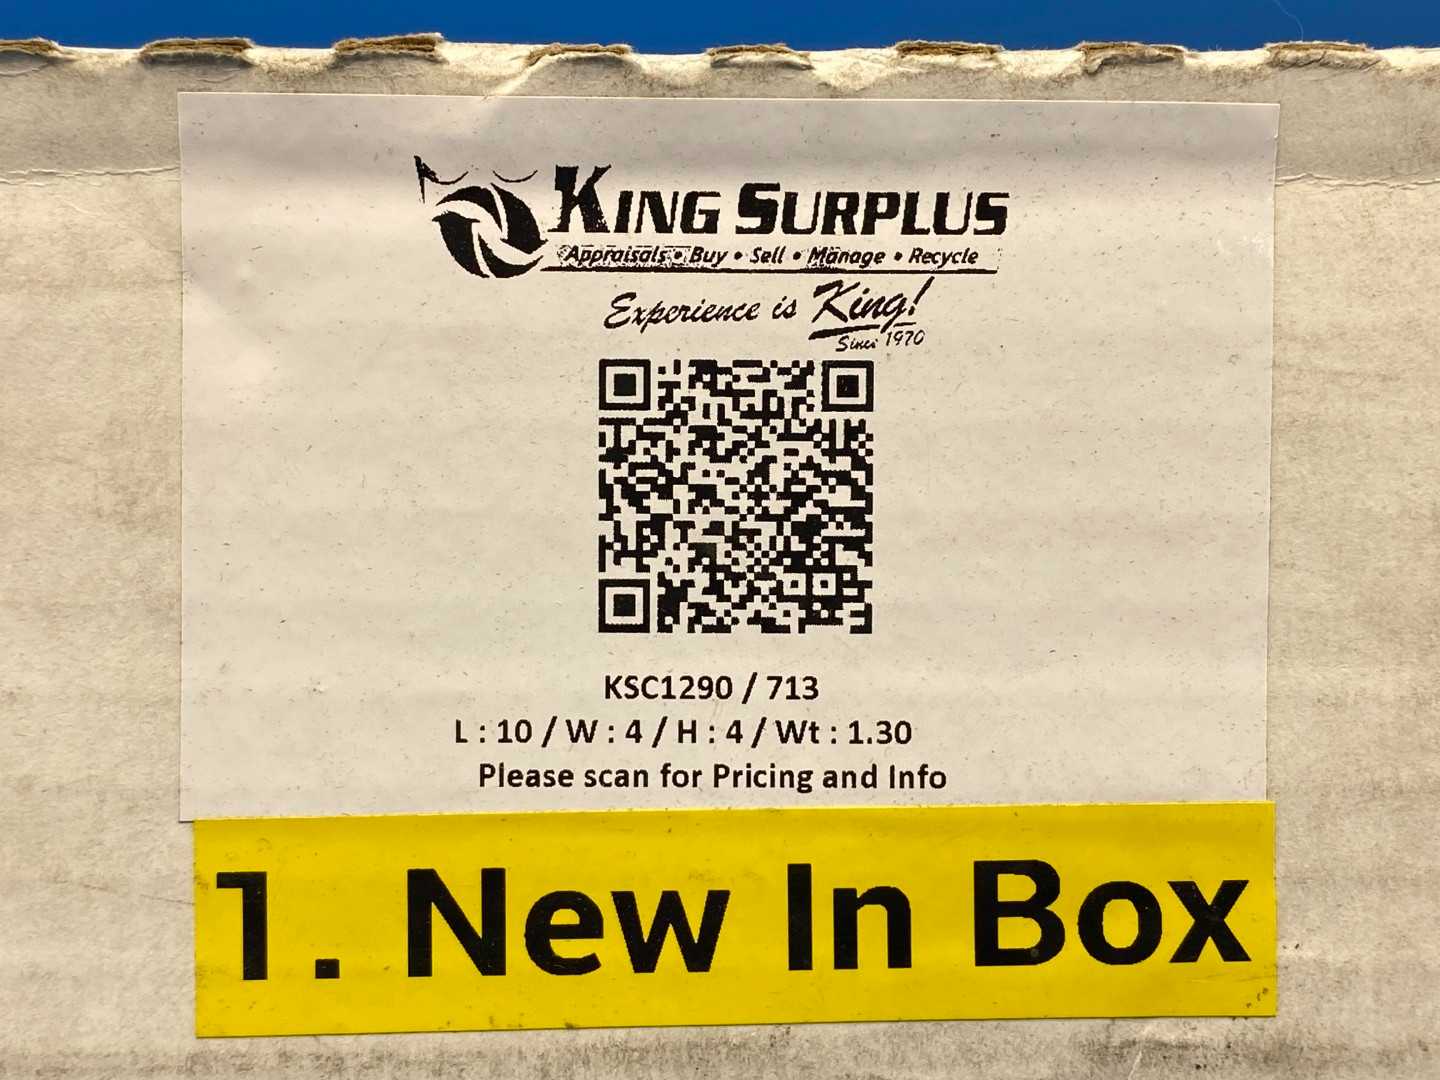 KING SURPLUS
Appraisals • Buy • Sell • Manage • Recycle
Experience is King!
Since 1970
KSC1290 / 713
L : 10 / W : 4 / H : 4 / Wt : 1.30
Please scan for Pricing and Info
1. New In Box